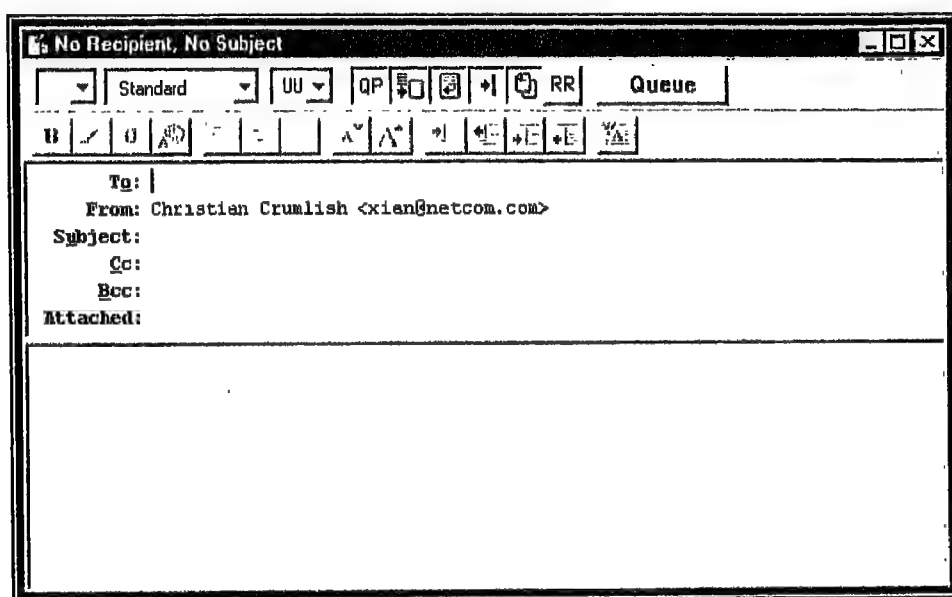 No Recipient, No Subject
Standard UU QP RR Queue
B U
To:
From: Christian Crumlish <xian@netcom.com>
Subject:
Cc:
Bcc:
Attached: